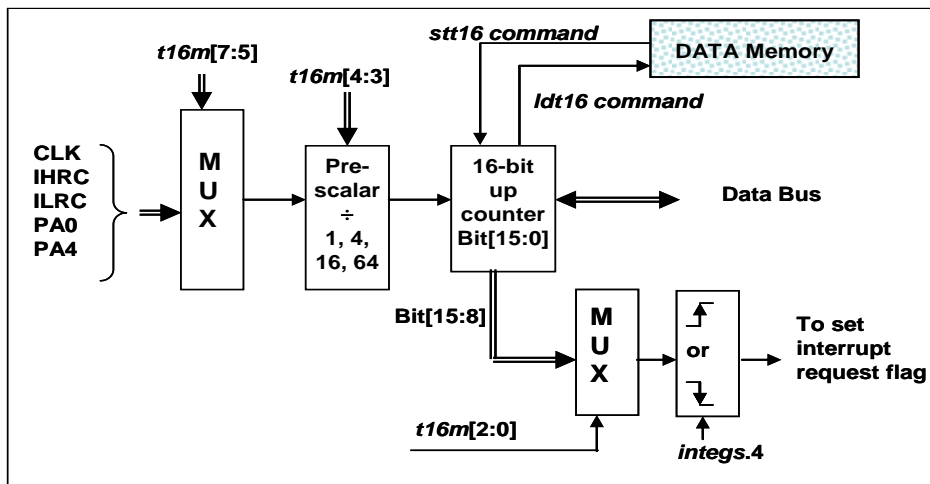 stt16 command
DATA Memory
t16m[7:5]
t16m[4:3]
ldt16 command
CLK
IHRC
ILRC
PA0
PA4
M
U
X
Pre-
scalar
÷
1, 4,
16, 64
16-bit
up
counter
Bit[15:0]
Data Bus
Bit[15:8]
M
U
X
or
To set
interrupt
request flag
t16m[2:0]
integs.4